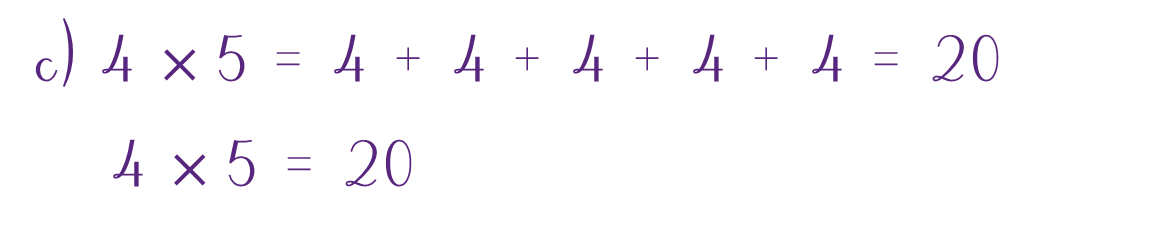 c) 4 × 5 = 4 + 4 + 4 + 4 + 4 = 20
4 × 5 = 20